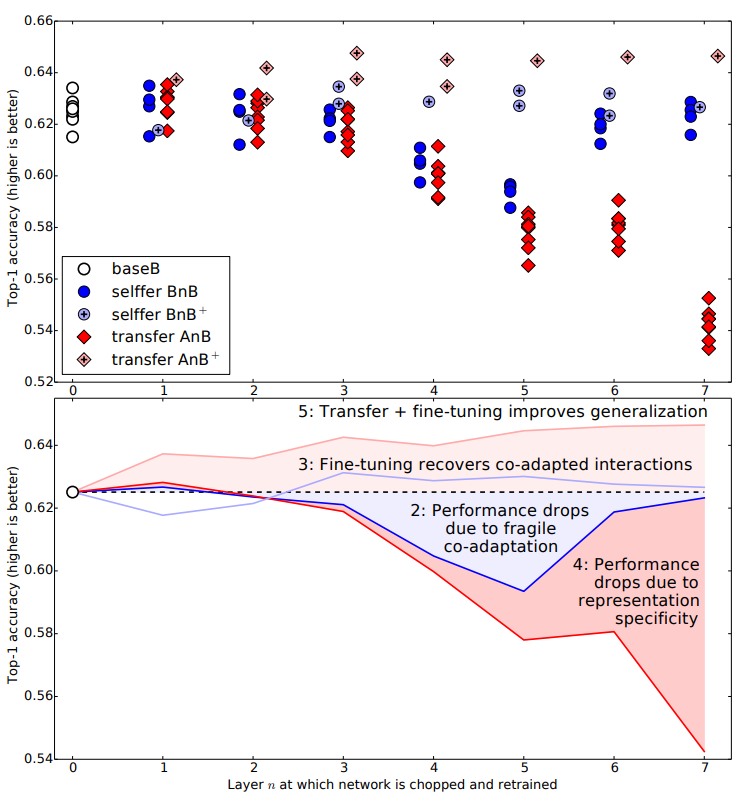 0.66
0.64
0.62
0.60
0.58
0.56
0.54
0.52
Top-1 accuracy (higher is better)
baseB
selffer BnB
selffer BnB+
transfer AnB
transfer AnB+
0 1 2 3 4 5 6 7
5: Transfer + fine-tuning improves generalization
3: Fine-tuning recovers co-adapted interactions
2: Performance drops
due to fragile
co-adaptation
4: Performance
drops due to
representation
specificity
0.64
0.62
0.60
0.58
0.56
0.54
Top-1 accuracy (higher is better)
0 1 2 3 4 5 6 7
Layer n at which network is chopped and retrained